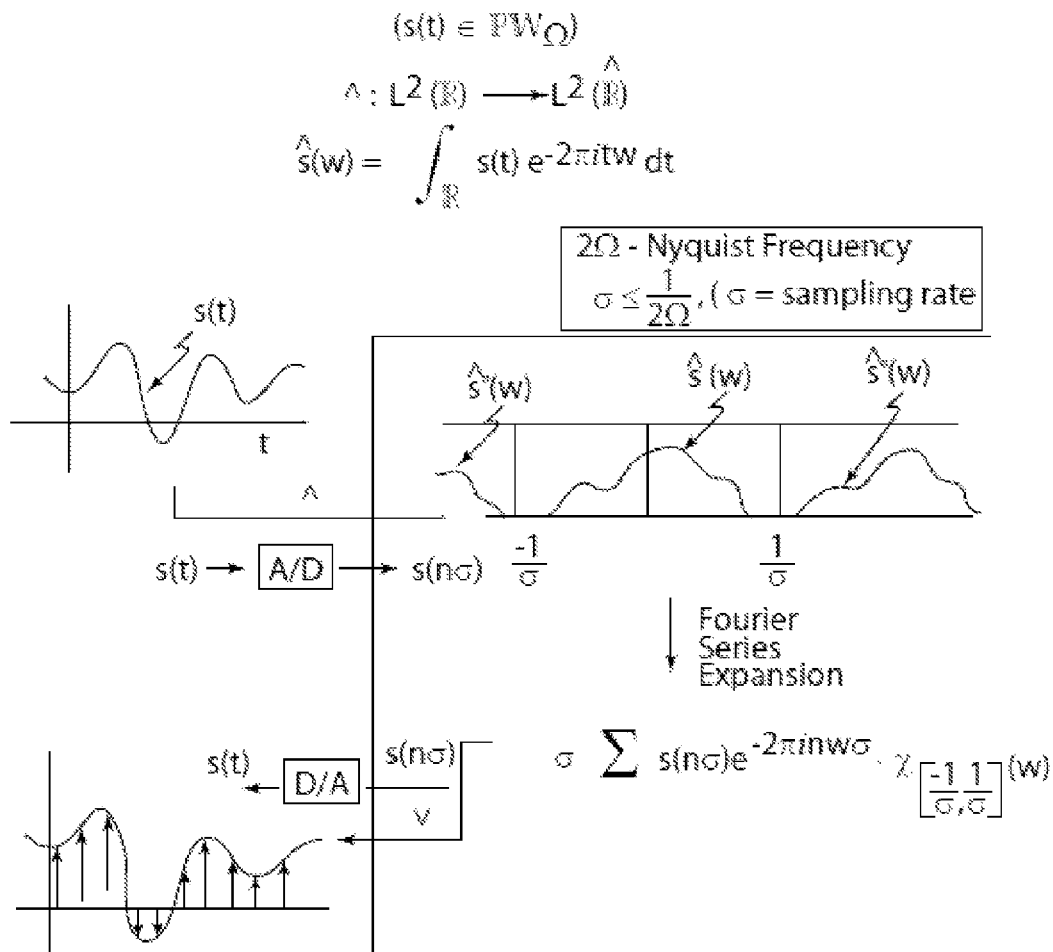 (s(t) ∈ ℙ𝕎_Ω)
^ : L²(ℝ) ⟶ L²(ℝ̂)
ŝ(w) = ∫_ℝ s(t) e^{-2πitw} dt
2Ω - Nyquist Frequency
σ ≤ 1/2Ω, ( σ = sampling rate
s(t)
t
^
ŝ°(w)
ŝ (w)
ŝ°(w)
s(t) → A/D → s(nσ)
-1/σ
1/σ
Fourier
Series
Expansion
s(t) ← D/A
s(nσ)
v
σ ∑ s(nσ)e^{-2πinwσ} · χ_{[-1/σ, 1/σ]}(w)